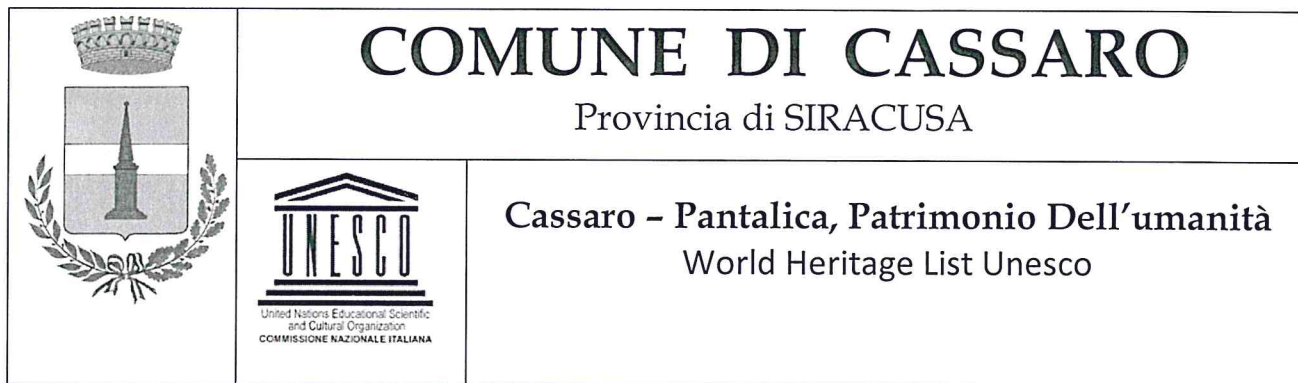 COMUNE DI CASSARO
Provincia di SIRACUSA
UNESCO
United Nations Educational Scientific
and Cultural Organization
COMMISSIONE NAZIONALE ITALIANA
Cassaro – Pantalica, Patrimonio Dell'umanità
World Heritage List Unesco